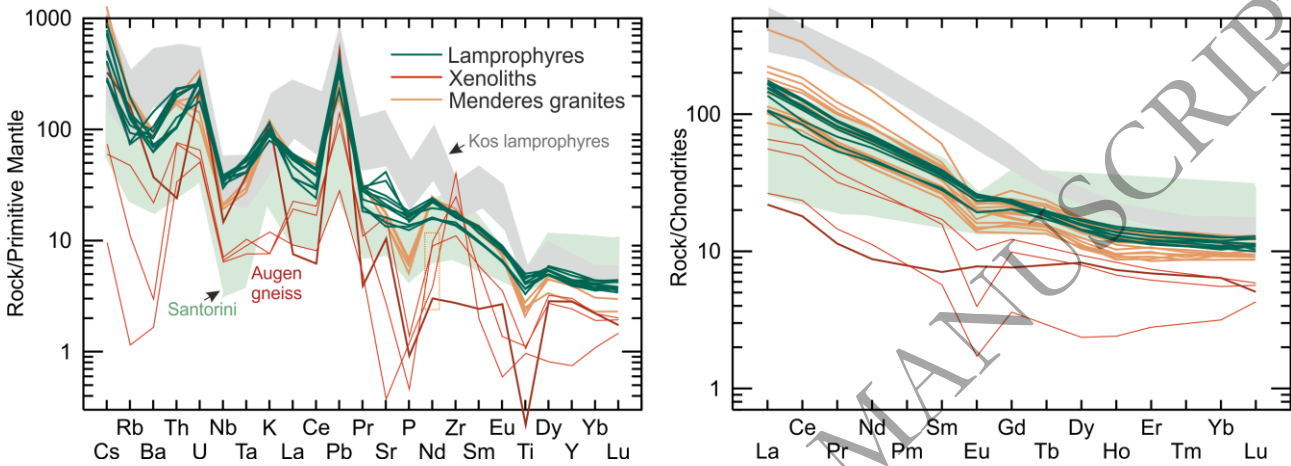 1000
100
10
1
Rock/Primitive Mantle
Lamprophyres
Xenoliths
Menderes granites
Kos lamprophyres
Augen
gneiss
Santorini
Rb Th Nb K Ce Pr P Zr Eu Dy Yb
Cs Ba U Ta La Pb Sr Nd Sm Ti Y Lu
100
10
1
Rock/Chondrites
MANUSCRIP
Ce Nd Sm Gd Dy Er Yb
La Pr Pm Eu Tb Ho Tm Lu